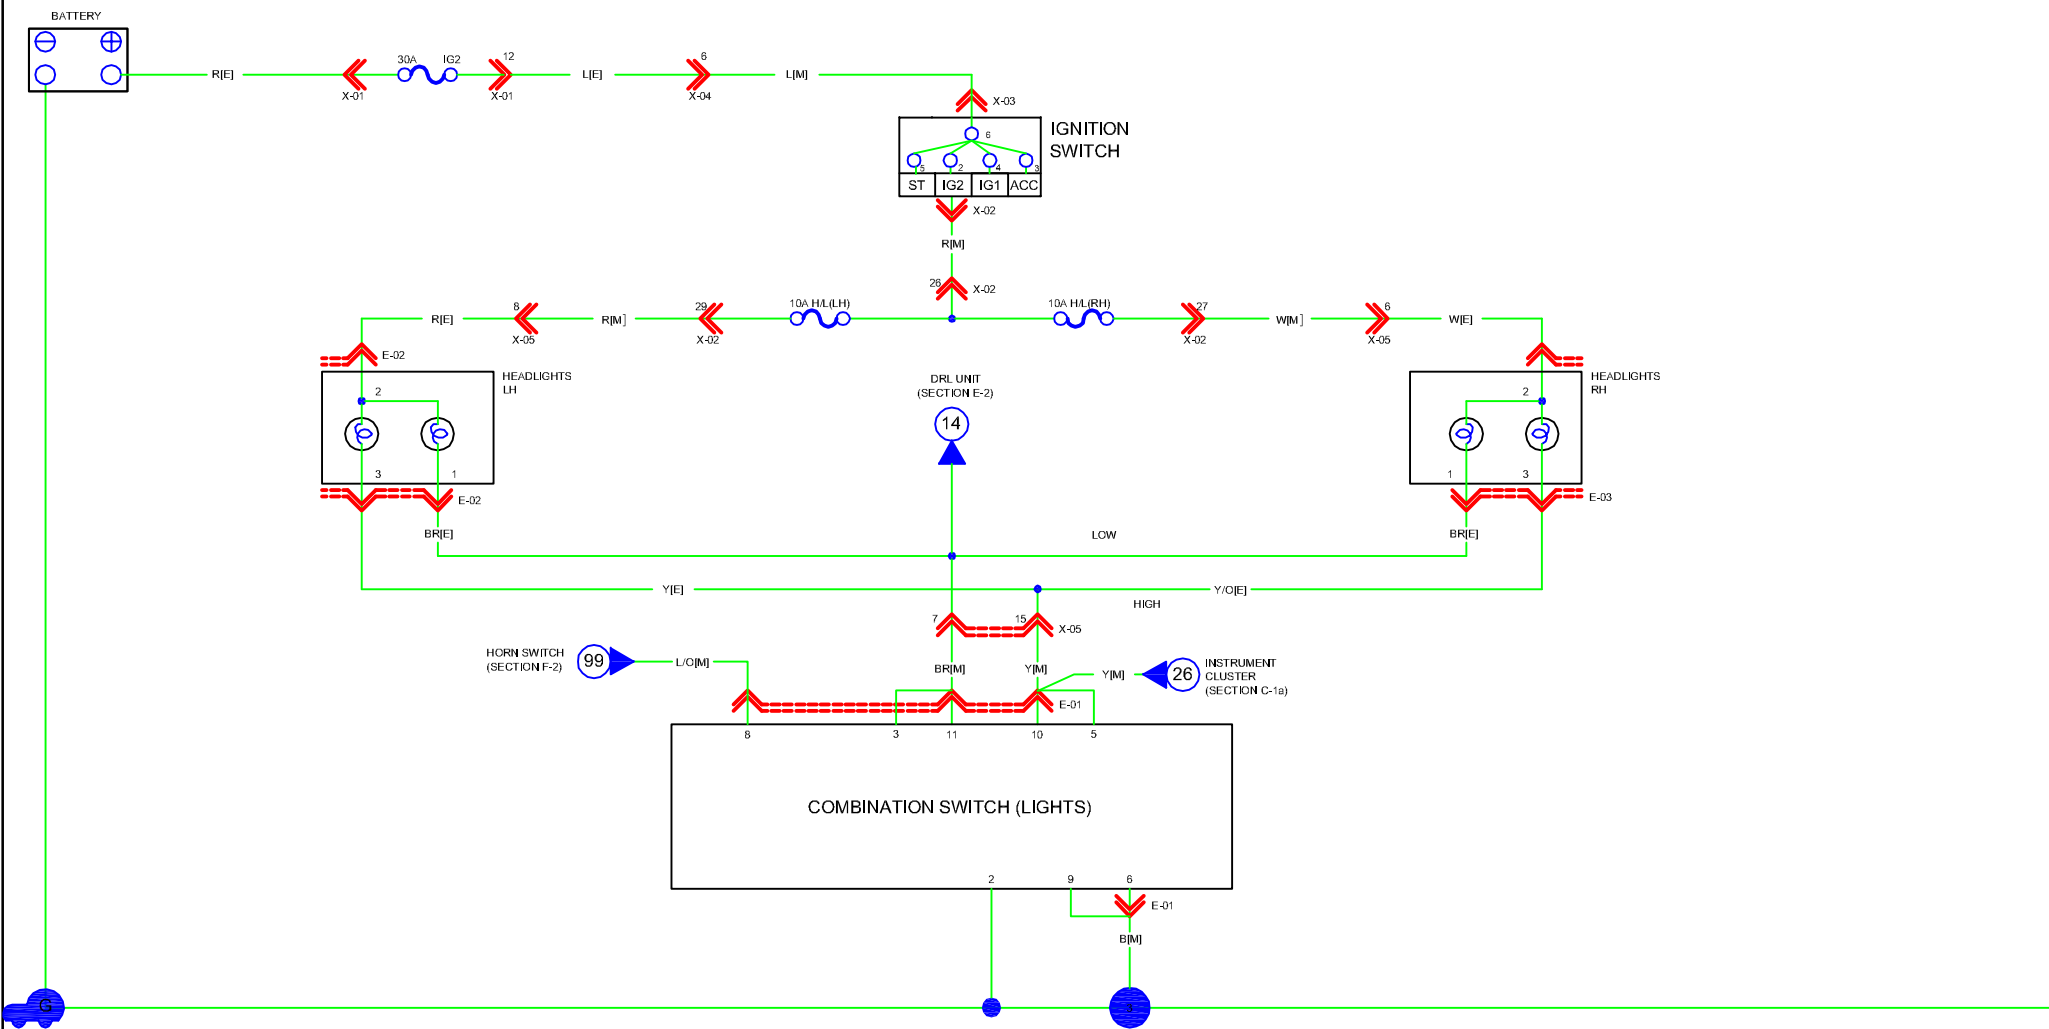 BATTERY
R[E]
X-01
30A
IG2
12
X-01
L[E]
6
X-04
L[M]
X-03
IGNITION
SWITCH
6
5
2
4
3
ST
IG2
IG1
ACC
X-02
R[M]
26
X-02
R[E]
8
X-05
R[M]
29
X-02
10A H/L(LH)
10A H/L(RH)
27
X-02
W[M]
6
X-05
W[E]
E-02
HEADLIGHTS
LH
2
3
1
E-02
BR[E]
DRL UNIT
(SECTION E-2)
14
HEADLIGHTS
RH
2
1
3
E-03
BR[E]
LOW
Y[E]
Y/O[E]
HIGH
7
15
X-05
HORN SWITCH
(SECTION F-2)
99
L/O[M]
BR[M]
Y[M]
Y[M]
26
INSTRUMENT
CLUSTER
(SECTION C-1a)
E-01
8
3
11
10
5
COMBINATION SWITCH (LIGHTS)
2
9
6
E-01
B[M]
G